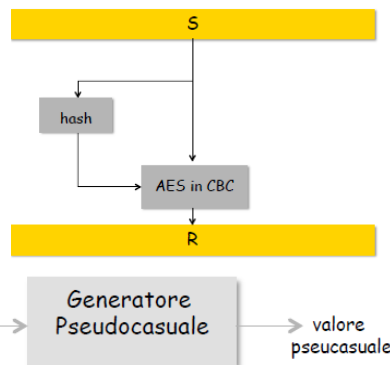 S
hash
AES in CBC
R
Generatore
Pseudocasuale
valore
pseucasuale